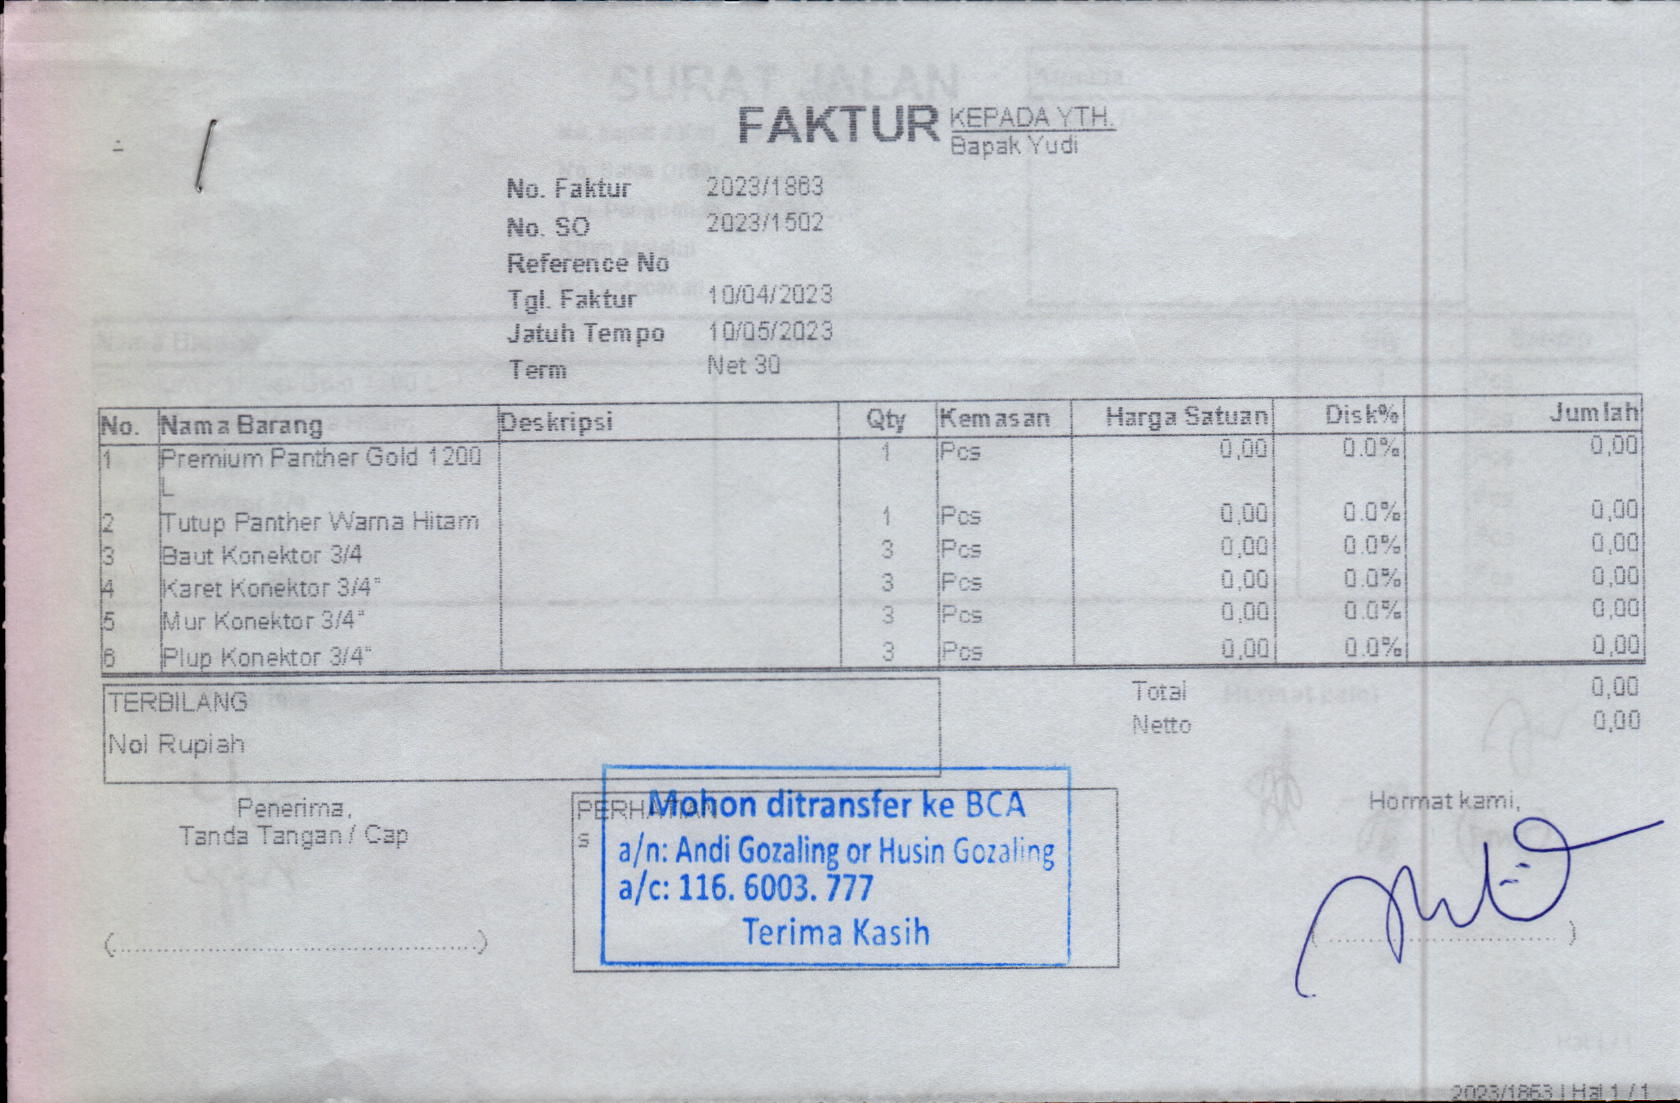 FAKTUR
KEPADA YTH.
Bapak Yudi
No. Faktur 2023/1863
No. SO 2023/1502
Reference No
Tgl. Faktur 10/04/2023
Jatuh Tempo 10/05/2023
Term Net 30
No. Nama Barang Deskripsi Qty Kemasan Harga Satuan Disk% Jumlah
1 Premium Panther Gold 1200 1 Pcs 0,00 0.0% 0,00
L
2 Tutup Panther Warna Hitam 1 Pcs 0,00 0.0% 0,00
3 Baut Konektor 3/4 3 Pcs 0,00 0.0% 0,00
4 Karet Konektor 3/4" 3 Pcs 0,00 0.0% 0,00
5 Mur Konektor 3/4" 3 Pcs 0,00 0.0% 0,00
6 Plup Konektor 3/4" 3 Pcs 0,00 0.0% 0,00
TERBILANG
Nol Rupiah
Total 0,00
Netto 0,00
Penerima,
Tanda Tangan / Cap
PERHATIAN
s
Mohon ditransfer ke BCA
a/n: Andi Gozaling or Husin Gozaling
a/c: 116. 6003. 777
Terima Kasih
Hormat kami,
2023/1863 | Hal 1 / 1
SURAT JALAN